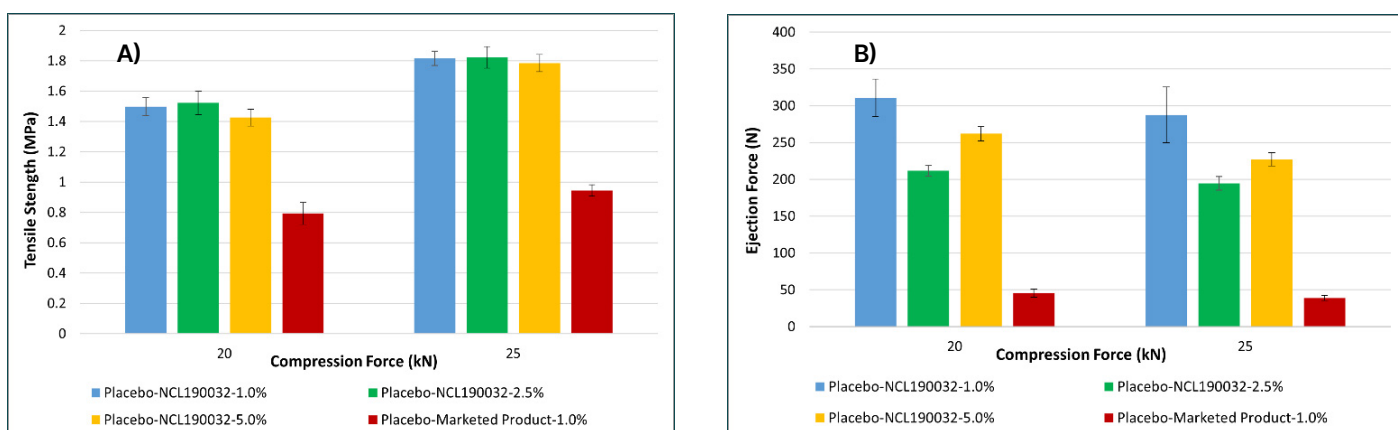 A)
Tensile Stength (MPa)
2
1.8
1.6
1.4
1.2
1
0.8
0.6
0.4
0.2
0
20
25
Compression Force (kN)
Placebo-NCL190032-1.0%
Placebo-NCL190032-2.5%
Placebo-NCL190032-5.0%
Placebo-Marketed Product-1.0%
B)
Ejection Force (N)
400
350
300
250
200
150
100
50
0
20
25
Compression Force (kN)
Placebo-NCL190032-1.0%
Placebo-NCL190032-2.5%
Placebo-NCL190032-5.0%
Placebo-Marketed Product-1.0%